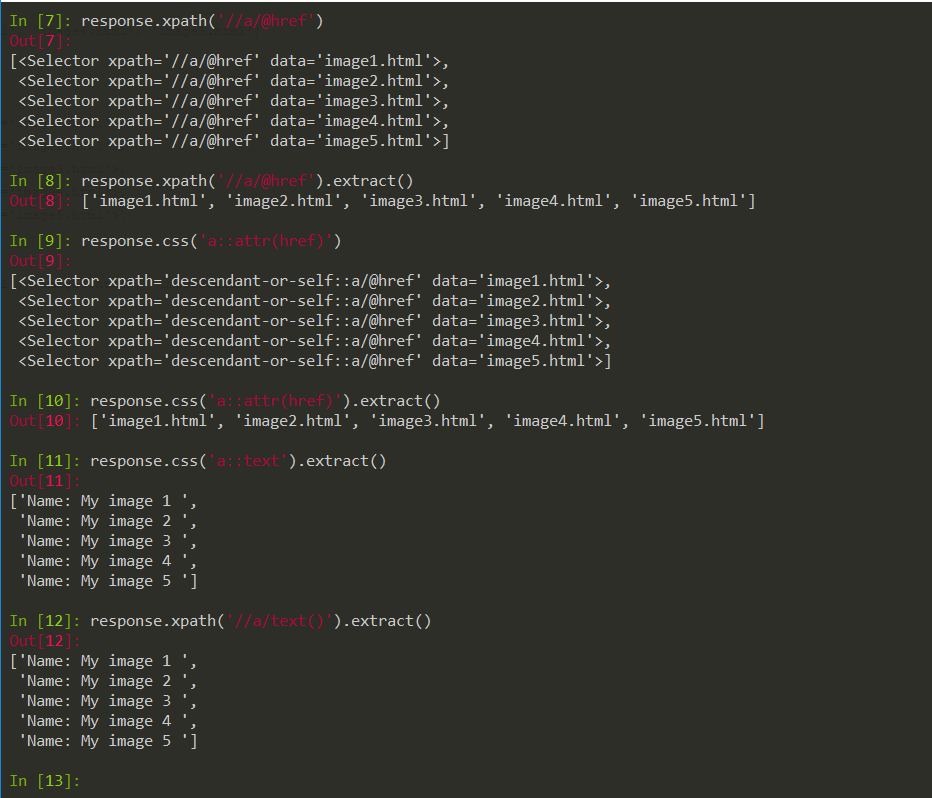 In [7]: response.xpath('//a/@href')
Out[7]:
[<Selector xpath='//a/@href' data='image1.html'>,
 <Selector xpath='//a/@href' data='image2.html'>,
 <Selector xpath='//a/@href' data='image3.html'>,
 <Selector xpath='//a/@href' data='image4.html'>,
 <Selector xpath='//a/@href' data='image5.html'>]

In [8]: response.xpath('//a/@href').extract()
Out[8]: ['image1.html', 'image2.html', 'image3.html', 'image4.html', 'image5.html']

In [9]: response.css('a::attr(href)')
Out[9]:
[<Selector xpath='descendant-or-self::a/@href' data='image1.html'>,
 <Selector xpath='descendant-or-self::a/@href' data='image2.html'>,
 <Selector xpath='descendant-or-self::a/@href' data='image3.html'>,
 <Selector xpath='descendant-or-self::a/@href' data='image4.html'>,
 <Selector xpath='descendant-or-self::a/@href' data='image5.html'>]

In [10]: response.css('a::attr(href)').extract()
Out[10]: ['image1.html', 'image2.html', 'image3.html', 'image4.html', 'image5.html']

In [11]: response.css('a::text').extract()
Out[11]:
['Name: My image 1 ',
 'Name: My image 2 ',
 'Name: My image 3 ',
 'Name: My image 4 ',
 'Name: My image 5 ']

In [12]: response.xpath('//a/text()').extract()
Out[12]:
['Name: My image 1 ',
 'Name: My image 2 ',
 'Name: My image 3 ',
 'Name: My image 4 ',
 'Name: My image 5 ']

In [13]: